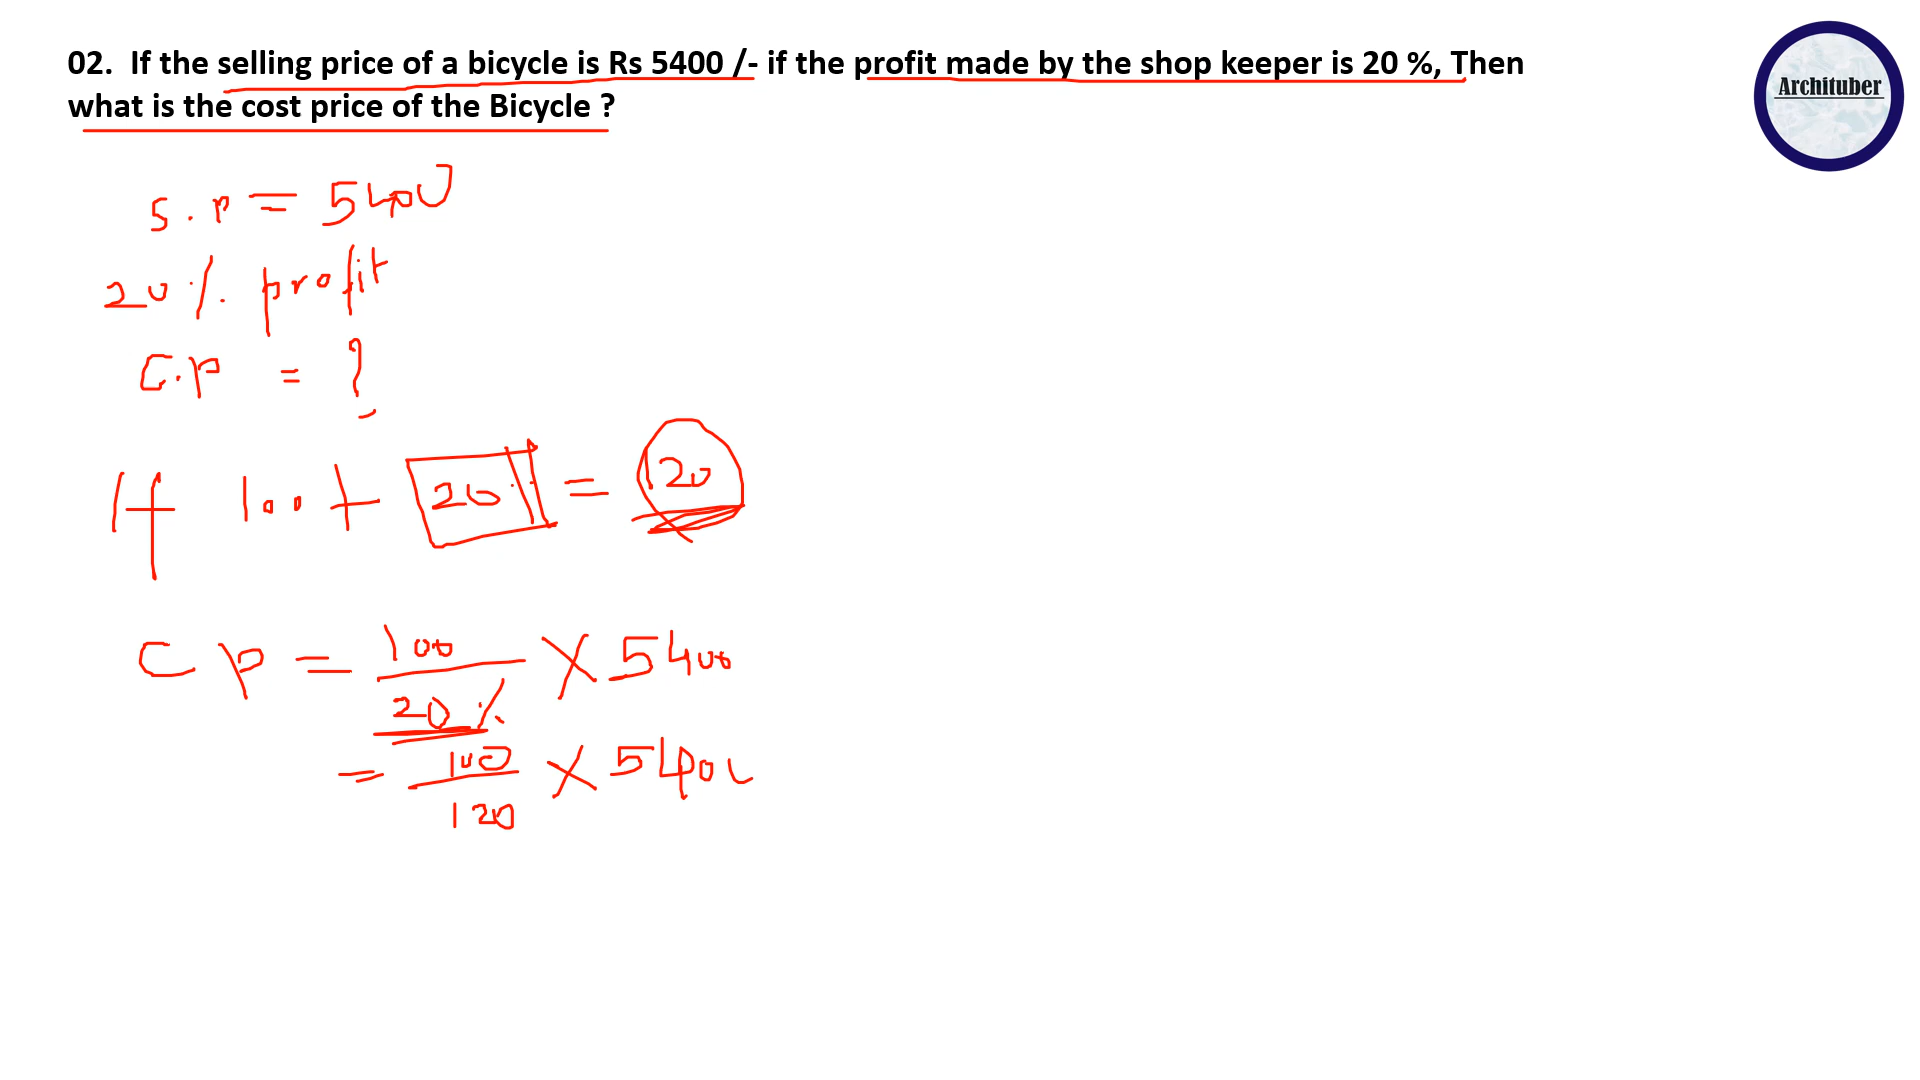 02. If the selling price of a bicycle is Rs 5400 /- if the profit made by the shop keeper is 20 %, Then
what is the cost price of the Bicycle ?
Archituber
S.P = 5400
20 % profit
C.P = ?
If 100 + 20 % = 120
CP = 100 / 20 % X 5400
= 100 / 120 X 5400